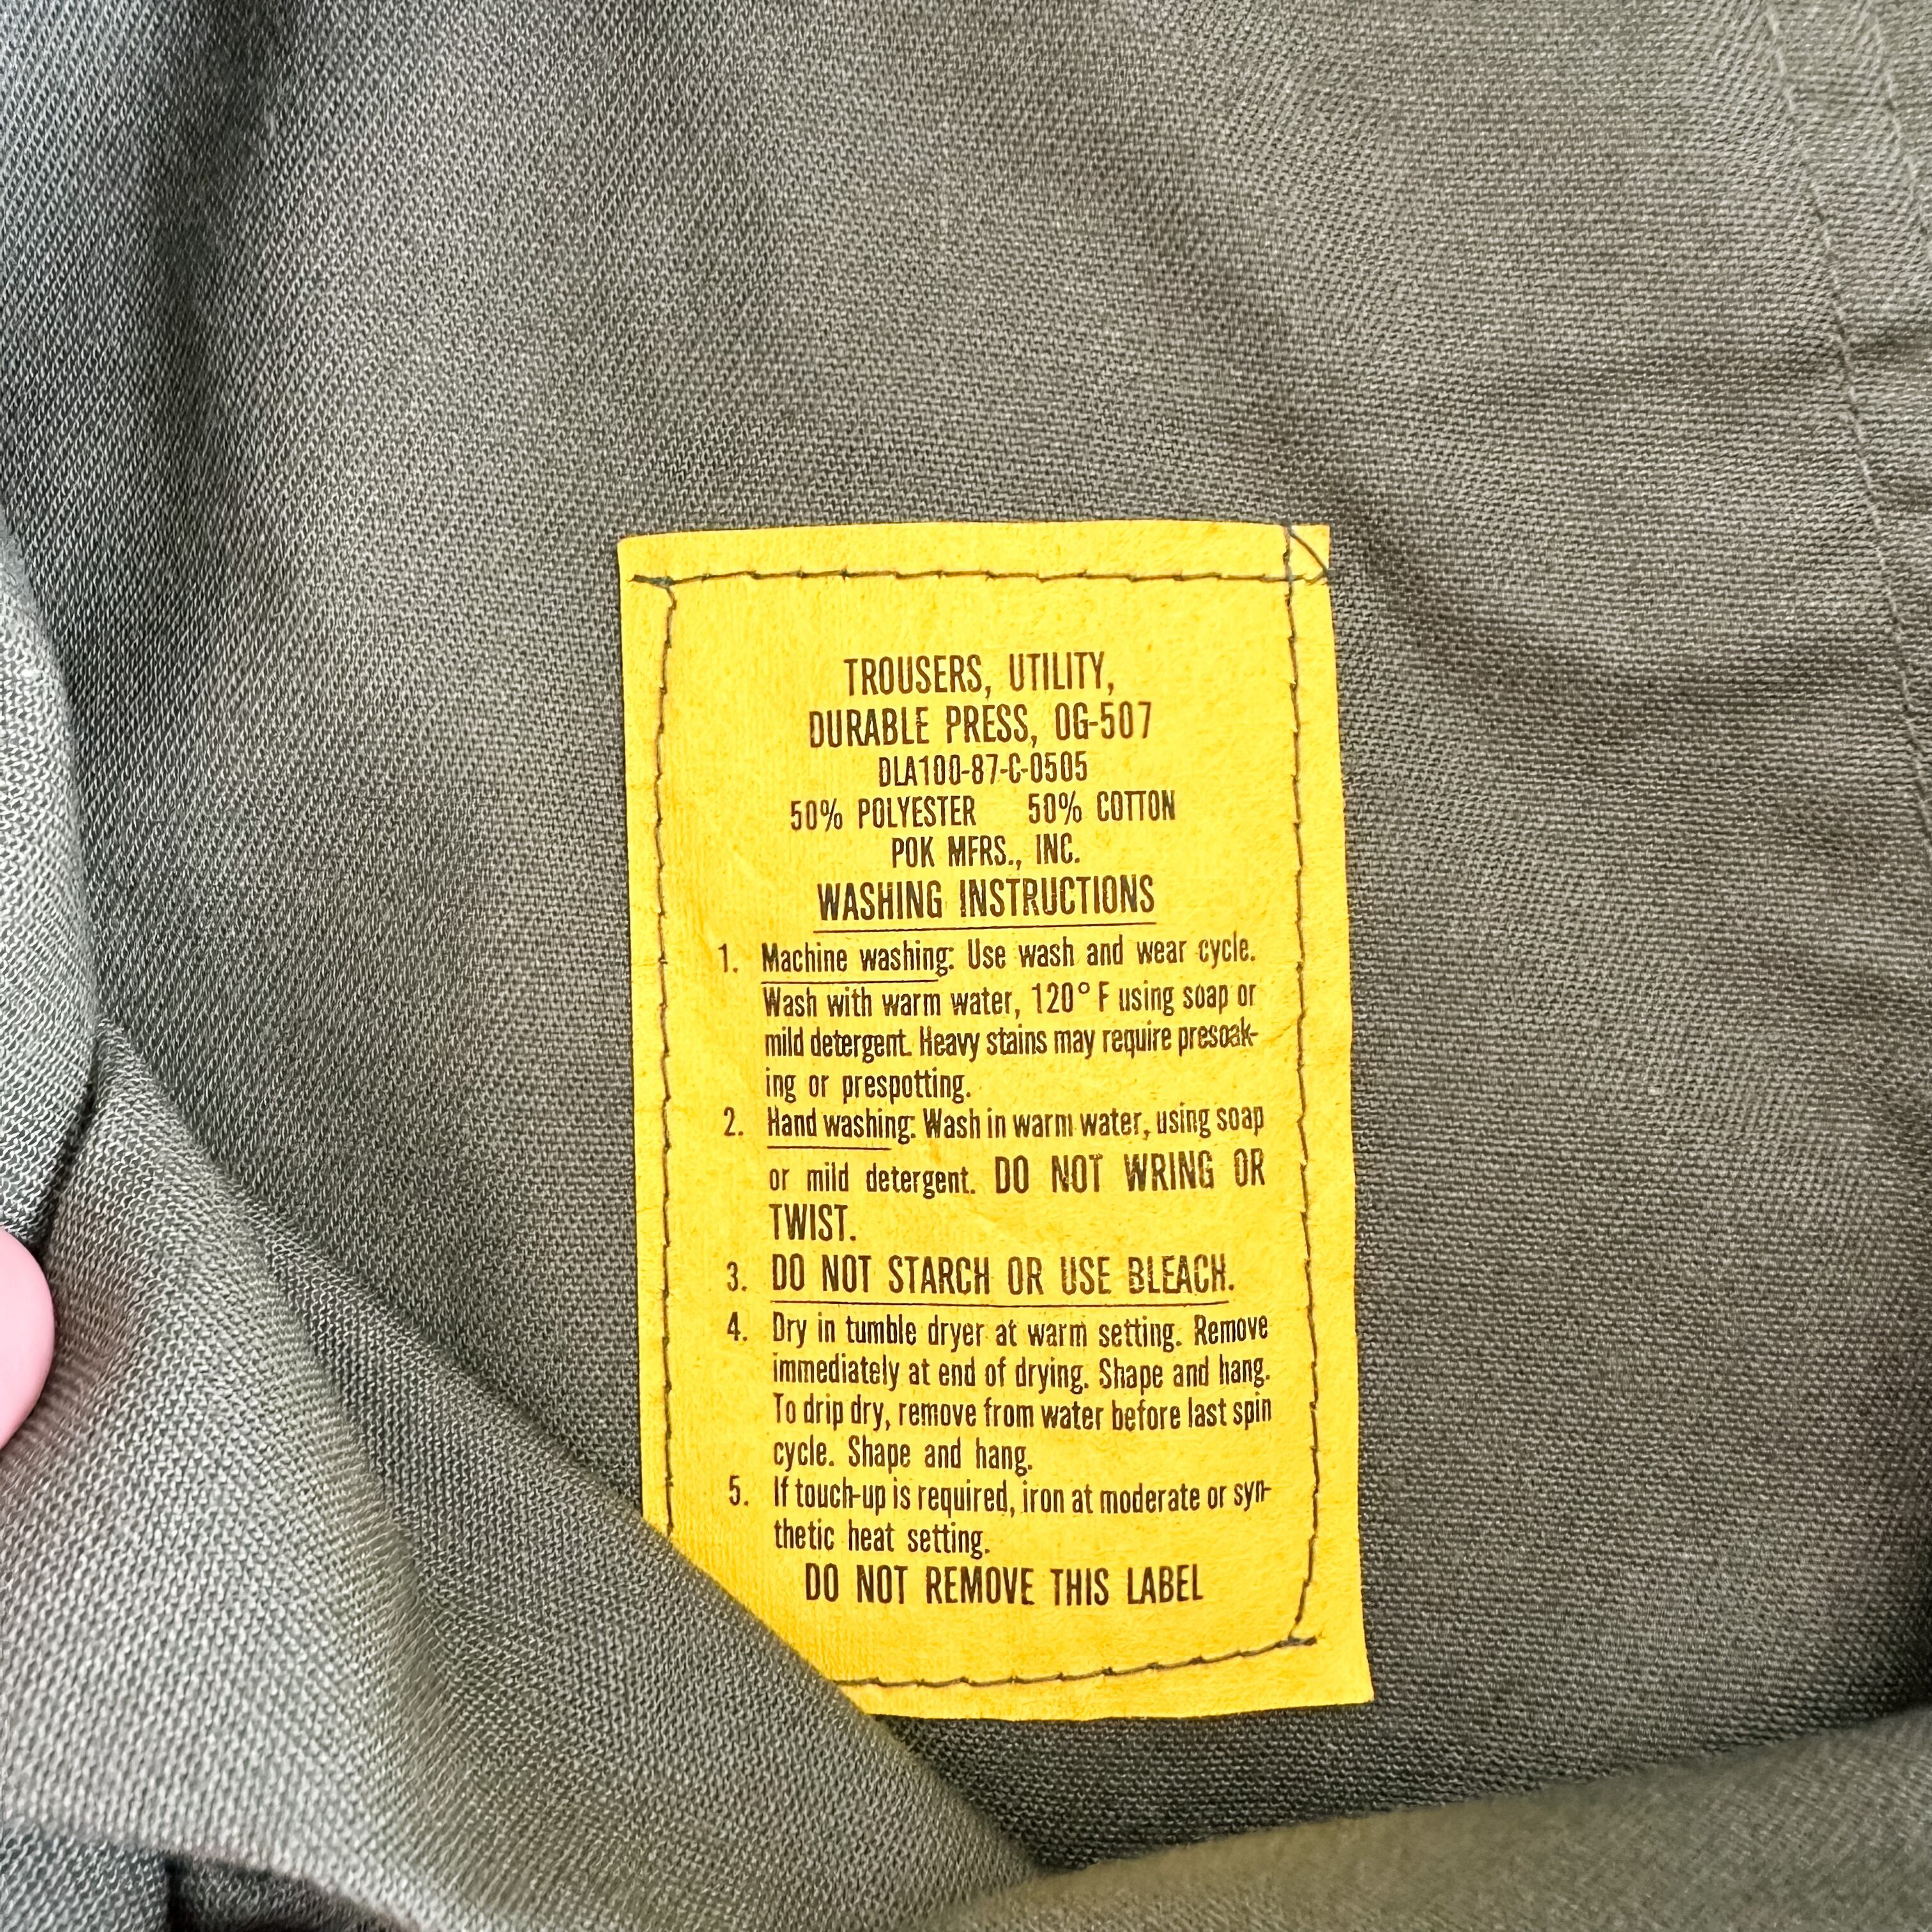 TROUSERS, UTILITY,
DURABLE PRESS, OG-507
DLA100-87-C-0505
50% POLYESTER 50% COTTON
POK MFRS., INC.
WASHING INSTRUCTIONS
1. Machine washing: Use wash and wear cycle.
Wash with warm water, 120° F using soap or
mild detergent. Heavy stains may require presoak-
ing or prespotting.
2. Hand washing: Wash in warm water, using soap
or mild detergent. DO NOT WRING OR
TWIST.
3. DO NOT STARCH OR USE BLEACH.
4. Dry in tumble dryer at warm setting. Remove
immediately at end of drying. Shape and hang.
To drip dry, remove from water before last spin
cycle. Shape and hang.
5. If touch-up is required, iron at moderate or syn-
thetic heat setting.
DO NOT REMOVE THIS LABEL